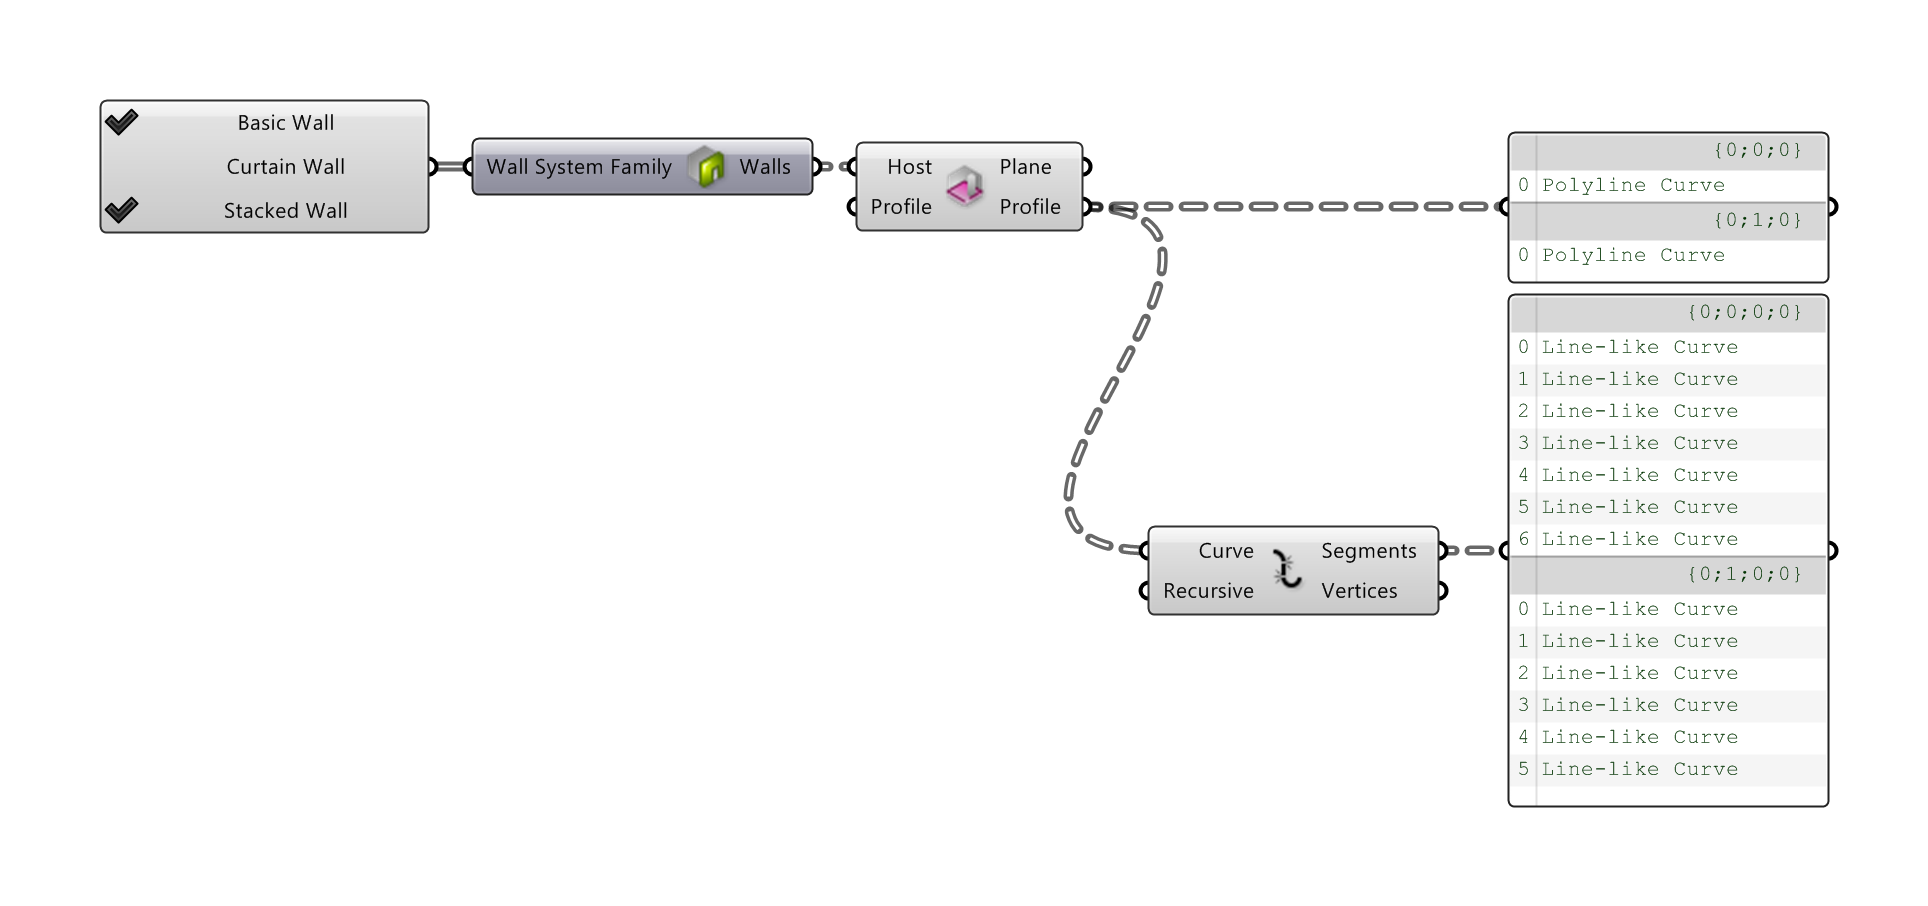 Basic Wall
Curtain Wall
Stacked Wall
Wall System Family Walls
Host Plane
Profile Profile
{0;0;0}
0 Polyline Curve
{0;1;0}
0 Polyline Curve
{0;0;0;0}
0 Line-like Curve
1 Line-like Curve
2 Line-like Curve
3 Line-like Curve
4 Line-like Curve
5 Line-like Curve
6 Line-like Curve
{0;1;0;0}
0 Line-like Curve
1 Line-like Curve
2 Line-like Curve
3 Line-like Curve
4 Line-like Curve
5 Line-like Curve
Curve Segments
Recursive Vertices